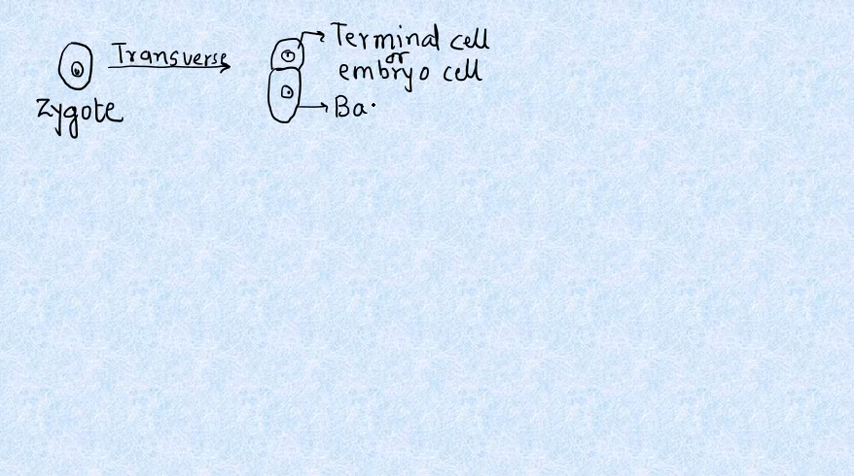 Transverse
Zygote
Terminal cell
or
embryo cell
Ba